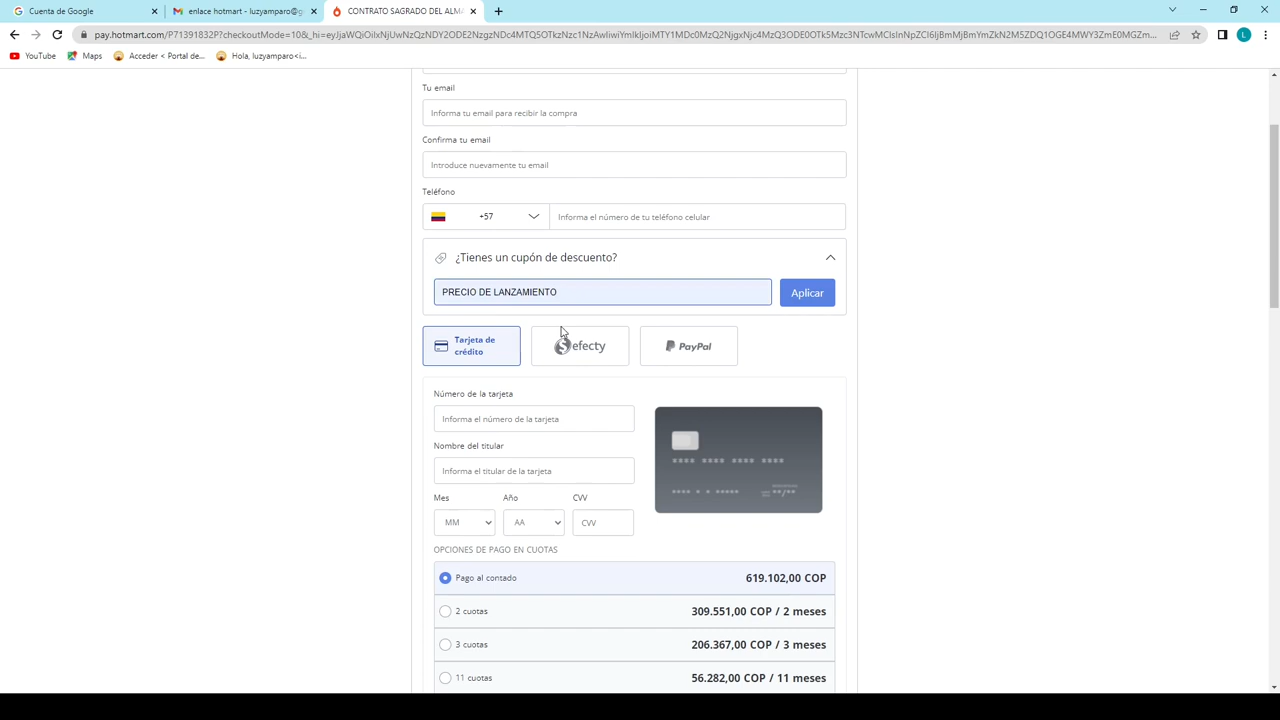 Cuenta de Google
enlace hotmart - luzyamparo@g
CONTRATO SAGRADO DEL ALMA
L
YouTube
Maps
Acceder < Portal de...
Hola, luzyamparo<i...
Tu email
Informa tu email para recibir la compra
Confirma tu email
Introduce nuevamente tu email
Teléfono
+57
Informa el número de tu teléfono celular
¿Tienes un cupón de descuento?
PRECIO DE LANZAMIENTO
Aplicar
Tarjeta de
crédito
efecty
PayPal
Número de la tarjeta
Informa el número de la tarjeta
Nombre del titular
Informa el titular de la tarjeta
Mes
Año
CVV
MM
AA
CVV
OPCIONES DE PAGO EN CUOTAS
Pago al contado
619.102,00 COP
2 cuotas
309.551,00 COP / 2 meses
3 cuotas
206.367,00 COP / 3 meses
11 cuotas
56.282,00 COP / 11 meses